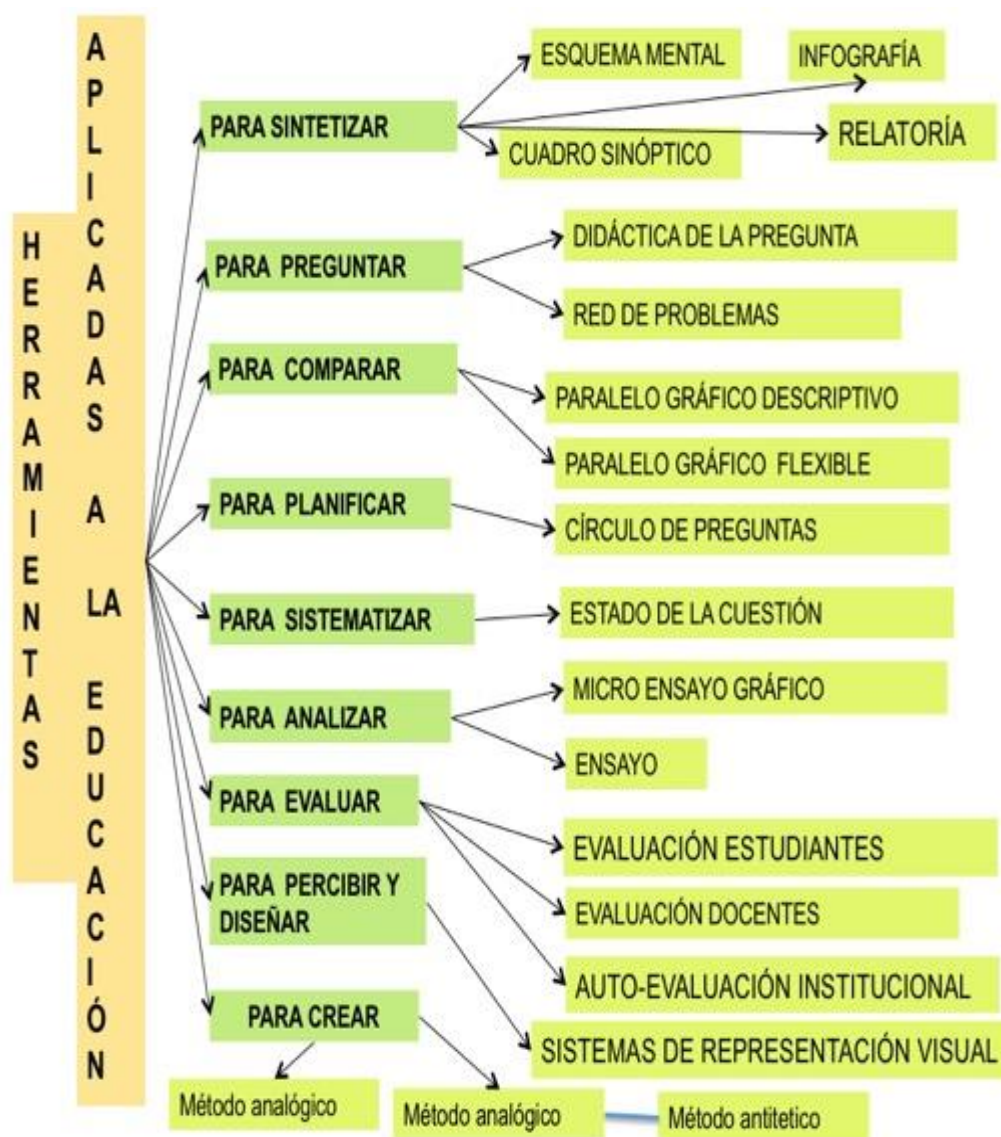 HERRAMIENTAS
APLICADAS A LA EDUCACIÓN
PARA SINTETIZAR
ESQUEMA MENTAL
INFOGRAFÍA
CUADRO SINÓPTICO
RELATORÍA
PARA PREGUNTAR
DIDÁCTICA DE LA PREGUNTA
RED DE PROBLEMAS
PARA COMPARAR
PARALELO GRÁFICO DESCRIPTIVO
PARALELO GRÁFICO FLEXIBLE
PARA PLANIFICAR
CÍRCULO DE PREGUNTAS
PARA SISTEMATIZAR
ESTADO DE LA CUESTIÓN
PARA ANALIZAR
MICRO ENSAYO GRÁFICO
ENSAYO
PARA EVALUAR
EVALUACIÓN ESTUDIANTES
EVALUACIÓN DOCENTES
AUTO-EVALUACIÓN INSTITUCIONAL
PARA PERCIBIR Y
DISEÑAR
SISTEMAS DE REPRESENTACIÓN VISUAL
PARA CREAR
Método analógico
Método analógico
Método antitetico